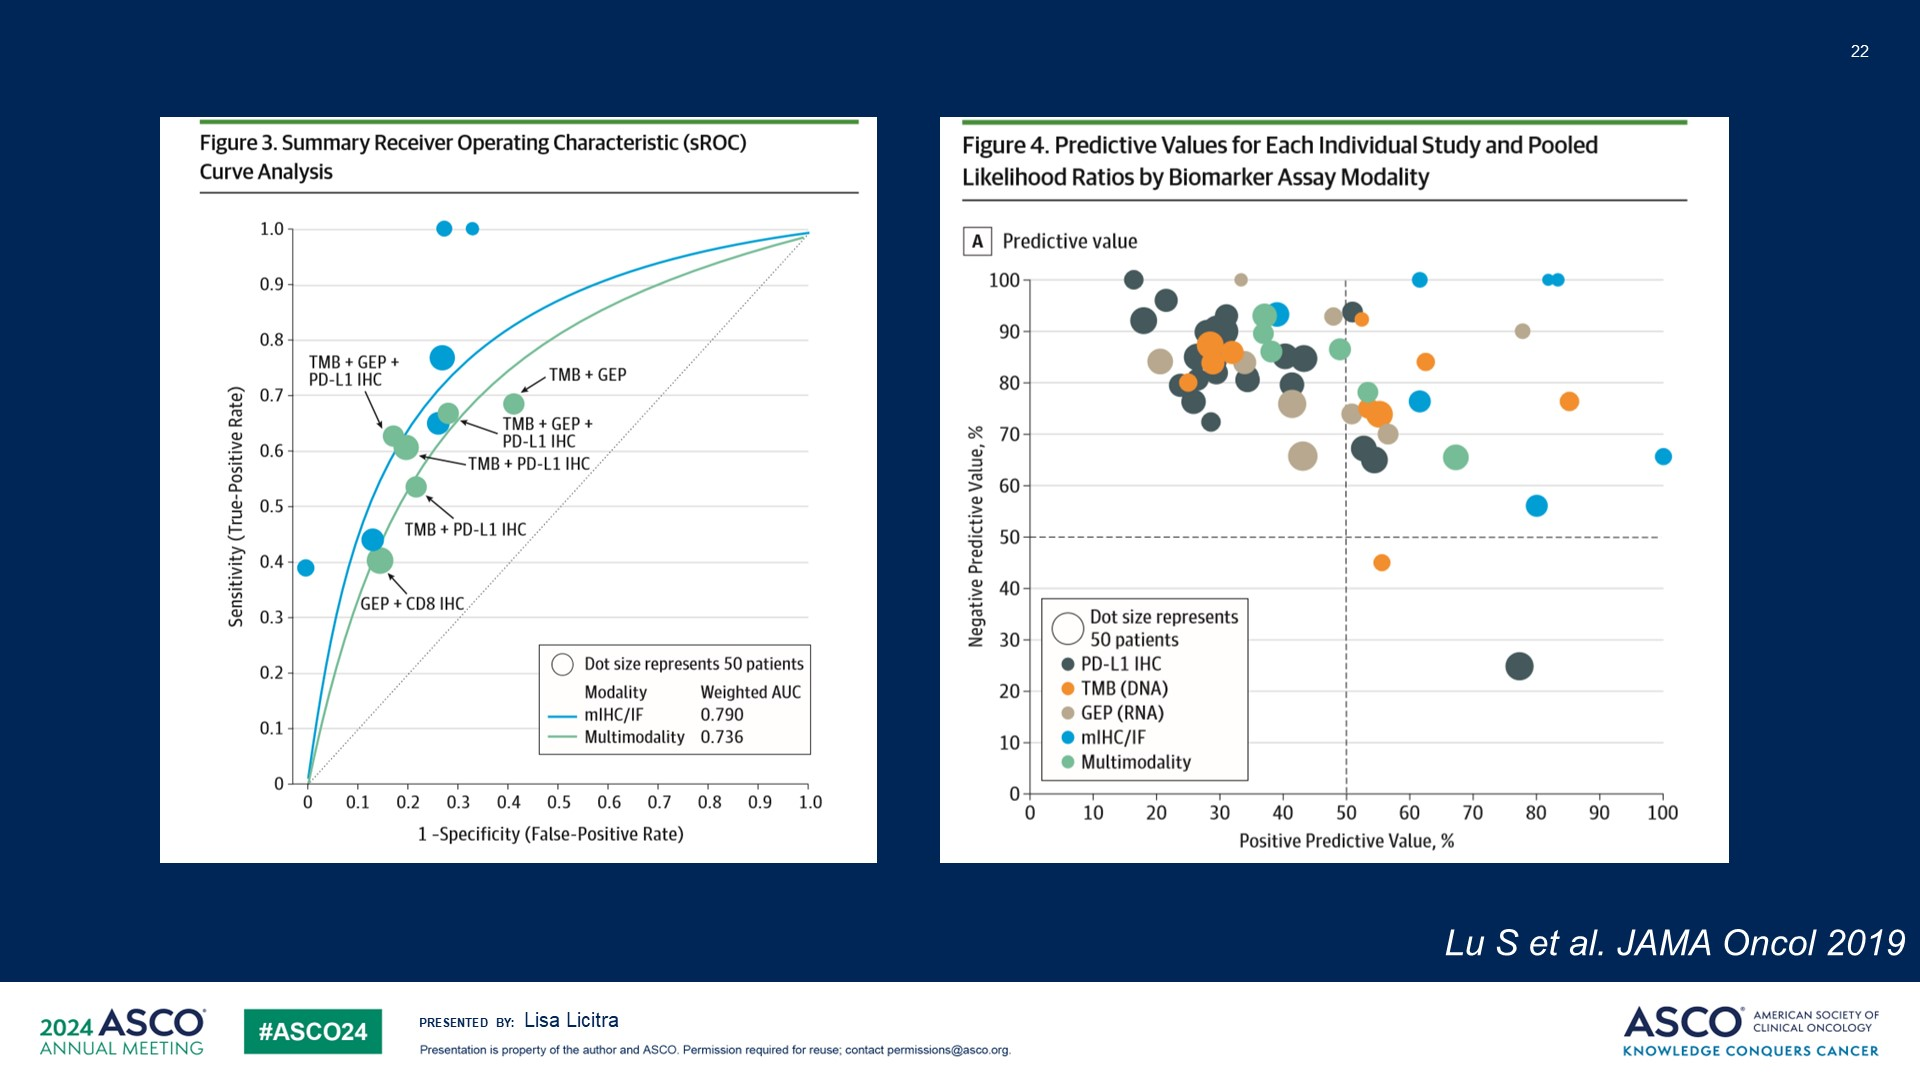 22
Figure 3. Summary Receiver Operating Characteristic (sROC)
Curve Analysis
1.0
0.9
0.8
0.7
0.6
0.5
0.4
0.3
0.2
0.1
0
Sensitivity (True-Positive Rate)
TMB + GEP +
PD-L1 IHC
TMB + GEP
TMB + GEP +
PD-L1 IHC
TMB + PD-L1 IHC
TMB + PD-L1 IHC
GEP + CD8 IHC
Dot size represents 50 patients
Modality Weighted AUC
mIHC/IF 0.790
Multimodality 0.736
0 0.1 0.2 0.3 0.4 0.5 0.6 0.7 0.8 0.9 1.0
1 -Specificity (False-Positive Rate)
Figure 4. Predictive Values for Each Individual Study and Pooled
Likelihood Ratios by Biomarker Assay Modality
A Predictive value
100
90
80
70
60
50
40
30
20
10
0
Negative Predictive Value, %
Dot size represents
50 patients
PD-L1 IHC
TMB (DNA)
GEP (RNA)
mIHC/IF
Multimodality
0 10 20 30 40 50 60 70 80 90 100
Positive Predictive Value, %
Lu S et al. JAMA Oncol 2019
2024 ASCO
ANNUAL MEETING
#ASCO24
PRESENTED BY: Lisa Licitra
Presentation is property of the author and ASCO. Permission required for reuse; contact permissions@asco.org.
ASCO AMERICAN SOCIETY OF
CLINICAL ONCOLOGY
KNOWLEDGE CONQUERS CANCER